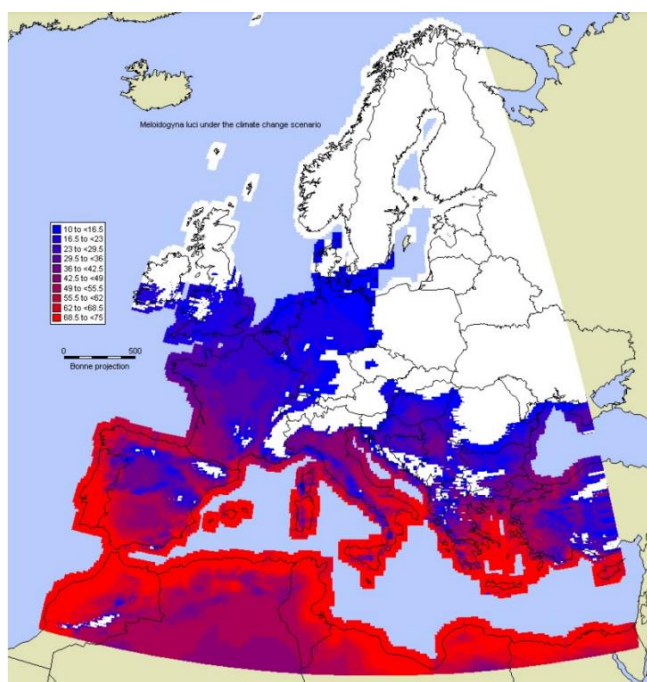 Meloidogyna luci under the climate change scenario
10 to <16.5
16.5 to <23
23 to <29.5
29.5 to <36
36 to <42.5
42.5 to <49
49 to <55.5
55.5 to <62
62 to <68.5
68.5 to <75
0 500
Bonne projection